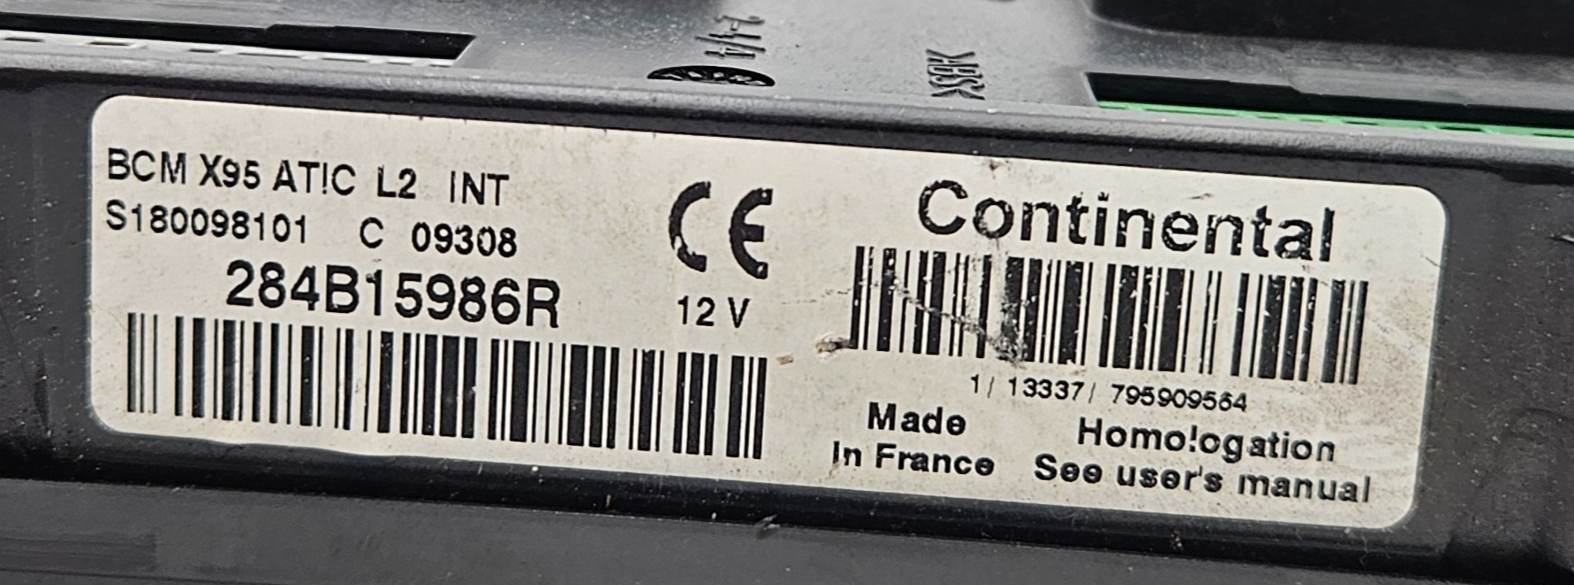 BCM X95 ATIC L2 INT
S180098101 C 09308
284B15986R
CE
12 V
Continental
1/ 13337/ 795909564
Made
In France
Homologation
See user's manual